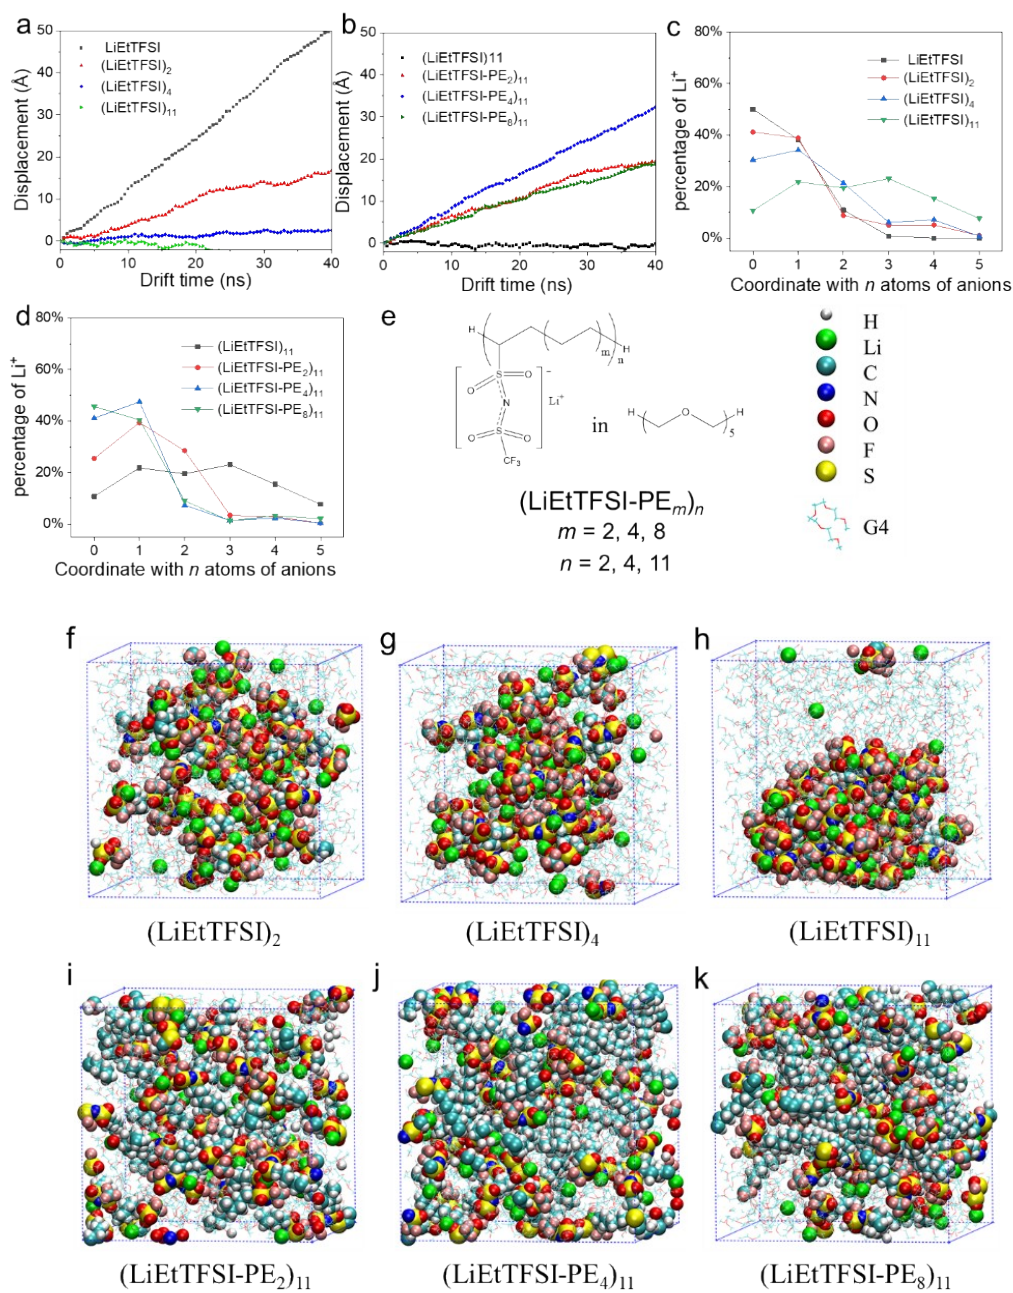 a
Displacement (Å)
50
40
30
20
10
0
LiEtTFSI
(LiEtTFSI)2
(LiEtTFSI)4
(LiEtTFSI)11
0 10 20 30 40
Drift time (ns)
b
Displacement (Å)
50
40
30
20
10
0
(LiEtTFSI)11
(LiEtTFSI-PE2)11
(LiEtTFSI-PE4)11
(LiEtTFSI-PE8)11
0 10 20 30 40
Drift time (ns)
c
percentage of Li+
80%
60%
40%
20%
0%
LiEtTFSI
(LiEtTFSI)2
(LiEtTFSI)4
(LiEtTFSI)11
0 1 2 3 4 5
Coordinate with n atoms of anions
d
percentage of Li+
80%
60%
40%
20%
0%
(LiEtTFSI)11
(LiEtTFSI-PE2)11
(LiEtTFSI-PE4)11
(LiEtTFSI-PE8)11
0 1 2 3 4 5
Coordinate with n atoms of anions
e
H
m
H
n
O S O
N
O S O
CF3
−
Li+
in
H O H
5
(LiEtTFSI-PEm)n
m = 2, 4, 8
n = 2, 4, 11
H
Li
C
N
O
F
S
G4
f
(LiEtTFSI)2
g
(LiEtTFSI)4
h
(LiEtTFSI)11
i
(LiEtTFSI-PE2)11
j
(LiEtTFSI-PE4)11
k
(LiEtTFSI-PE8)11